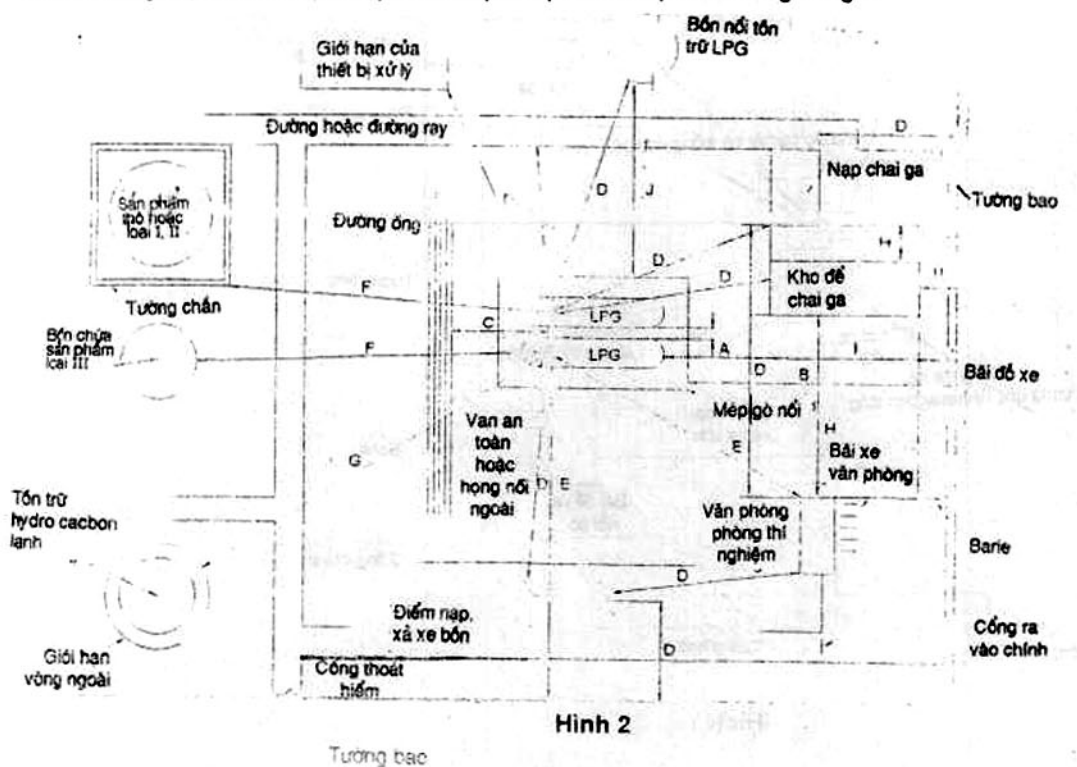 Bồn nổi tồn
trữ LPG
Giới hạn của
thiết bị xử lý
Đường hoặc đường ray
D
Nạp chai ga
Sản phẩm
thô hoặc
loại I, II
Đường ống
D
J
Tường bao
H
D
D
Kho để
chai ga
H
Tường chắn
F
C
LPG
LPG
A
Bồn chứa
sản phẩm
loại III
F
D
B
I
Bãi đỗ xe
Mép gờ nổi
Van an
toàn
hoặc
họng nối
ngoài
G
D
E
E
H
Bãi xe
văn phòng
Tồn trữ
hydro cacbon
lạnh
Văn phòng
phòng thí
nghiệm
Barie
D
Điểm nạp,
xả xe bồn
D
Cổng ra
vào chính
Giới hạn
vòng ngoài
Cổng thoát
hiểm
Hình 2
Tường bao